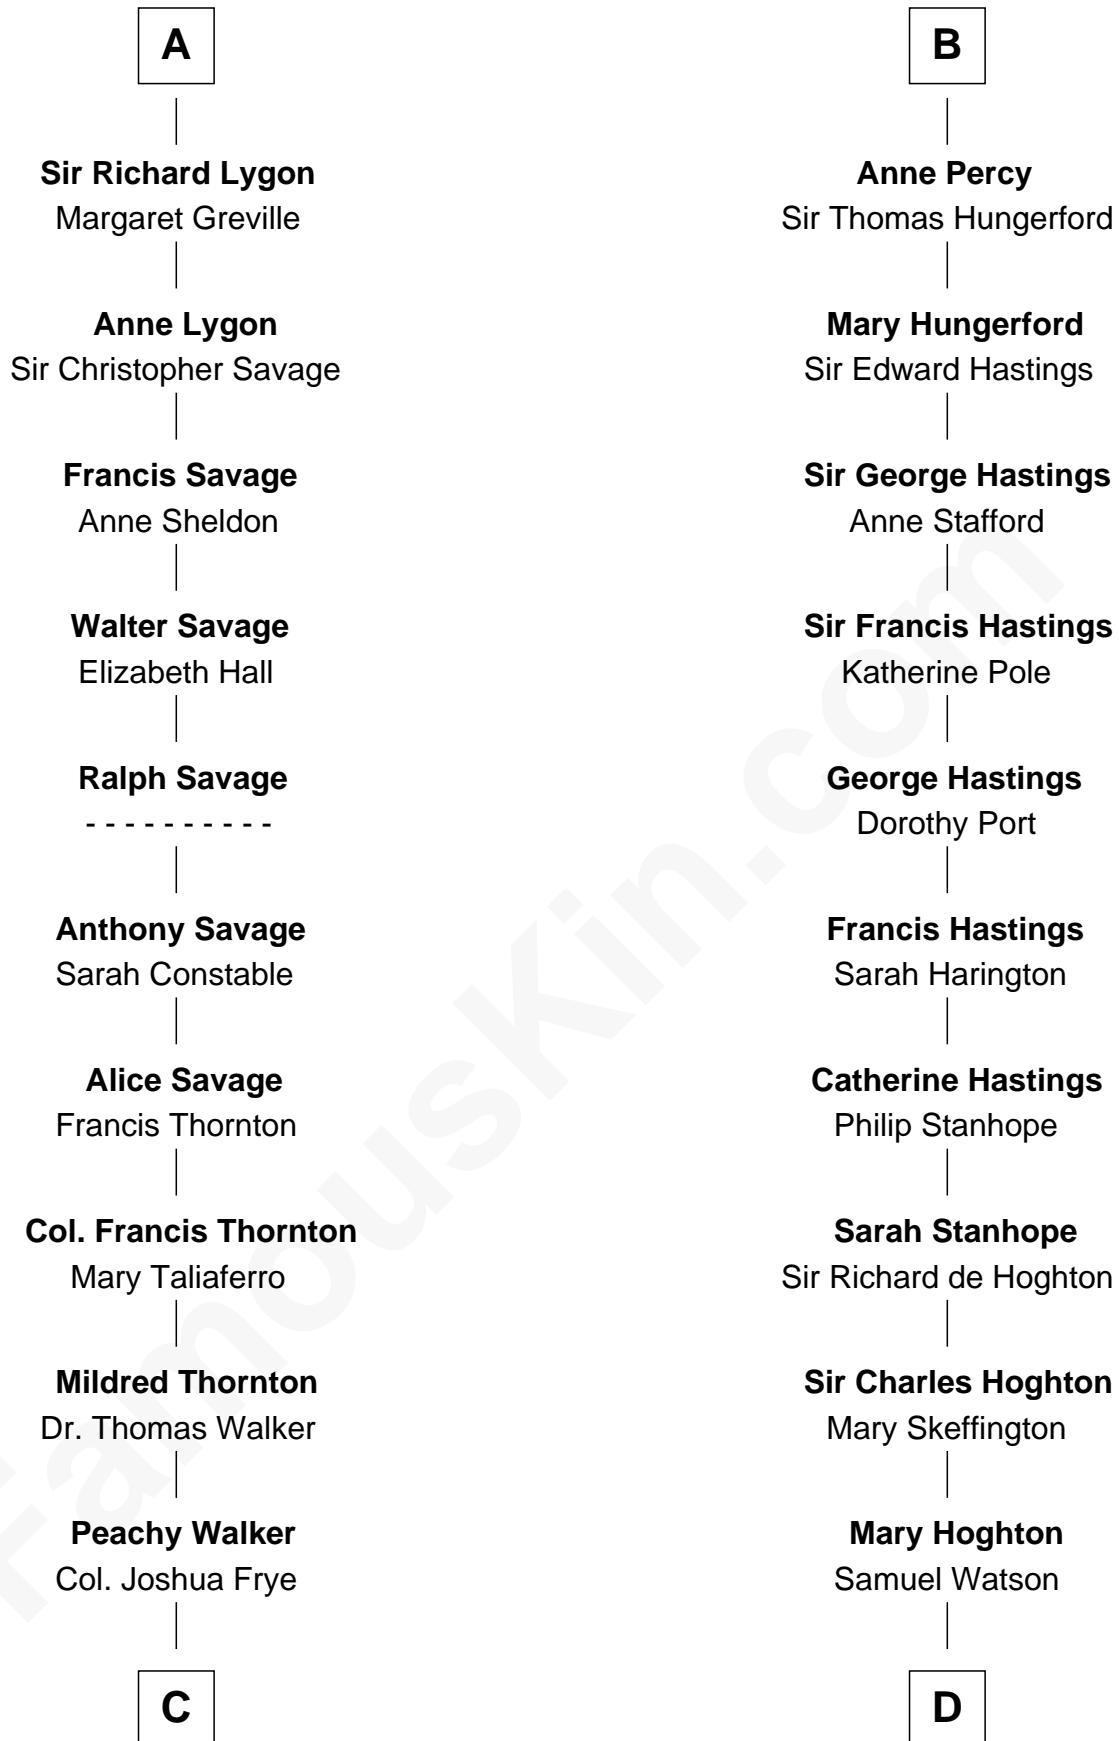 A
Sir Richard Lygon
Margaret Greville
Anne Lygon
Sir Christopher Savage
Francis Savage
Anne Sheldon
Walter Savage
Elizabeth Hall
Ralph Savage
- - - - - - - - - -
Anthony Savage
Sarah Constable
Alice Savage
Francis Thornton
Col. Francis Thornton
Mary Taliaferro
Mildred Thornton
Dr. Thomas Walker
Peachy Walker
Col. Joshua Frye
C
B
Anne Percy
Sir Thomas Hungerford
Mary Hungerford
Sir Edward Hastings
Sir George Hastings
Anne Stafford
Sir Francis Hastings
Katherine Pole
George Hastings
Dorothy Port
Francis Hastings
Sarah Harington
Catherine Hastings
Philip Stanhope
Sarah Stanhope
Sir Richard de Hoghton
Sir Charles Hoghton
Mary Skeffington
Mary Hoghton
Samuel Watson
D
FamousKin.com